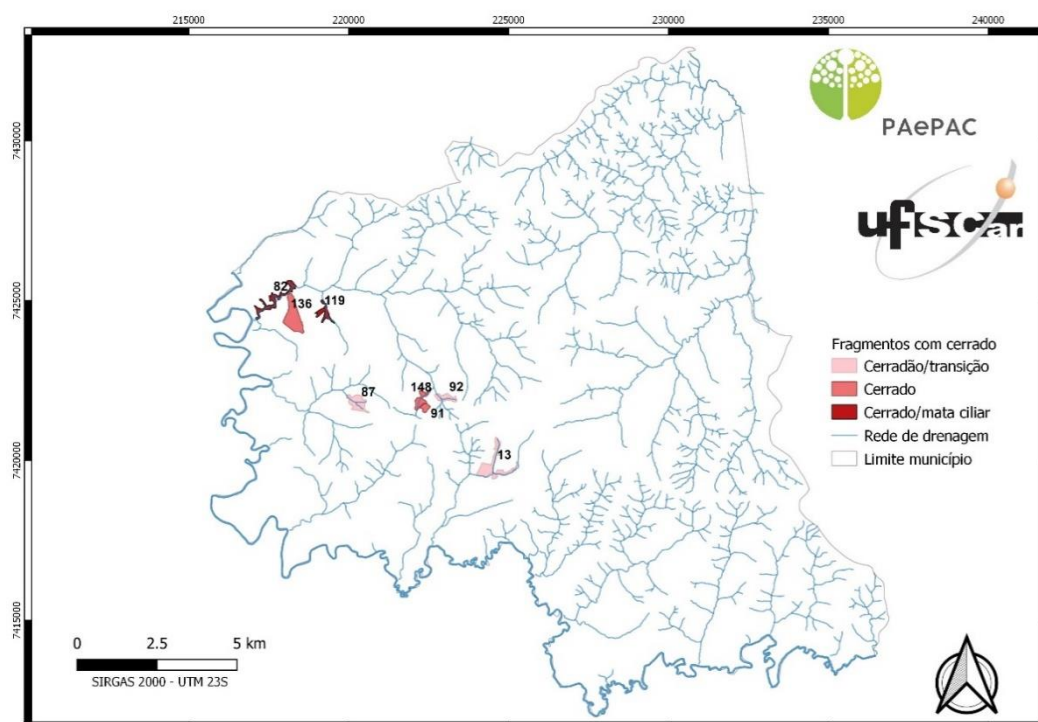 215000
220000
225000
230000
235000
240000
7430000
7425000
7420000
7415000
PAePAC
ufscar
82
136
119
87
148
92
91
13
Fragmentos com cerrado
Cerradão/transição
Cerrado
Cerrado/mata ciliar
Rede de drenagem
Limite município
0 2.5 5 km
SIRGAS 2000 - UTM 23S